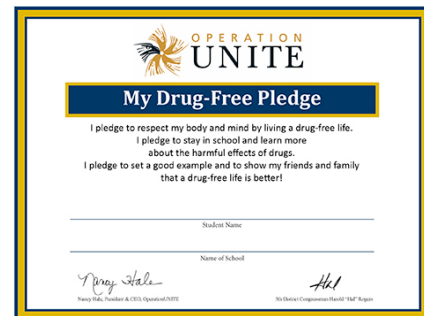 OPERATION
UNITE
My Drug-Free Pledge
I pledge to respect my body and mind by living a drug-free life.
I pledge to stay in school and learn more
about the harmful effects of drugs.
I pledge to set a good example and to show my friends and family
that a drug-free life is better!
Student Name
Name of School
Nancy Hale Hal
Nancy Hale, President & CEO, Operation UNITE 5th District Congressman Harold "Hal" Rogers